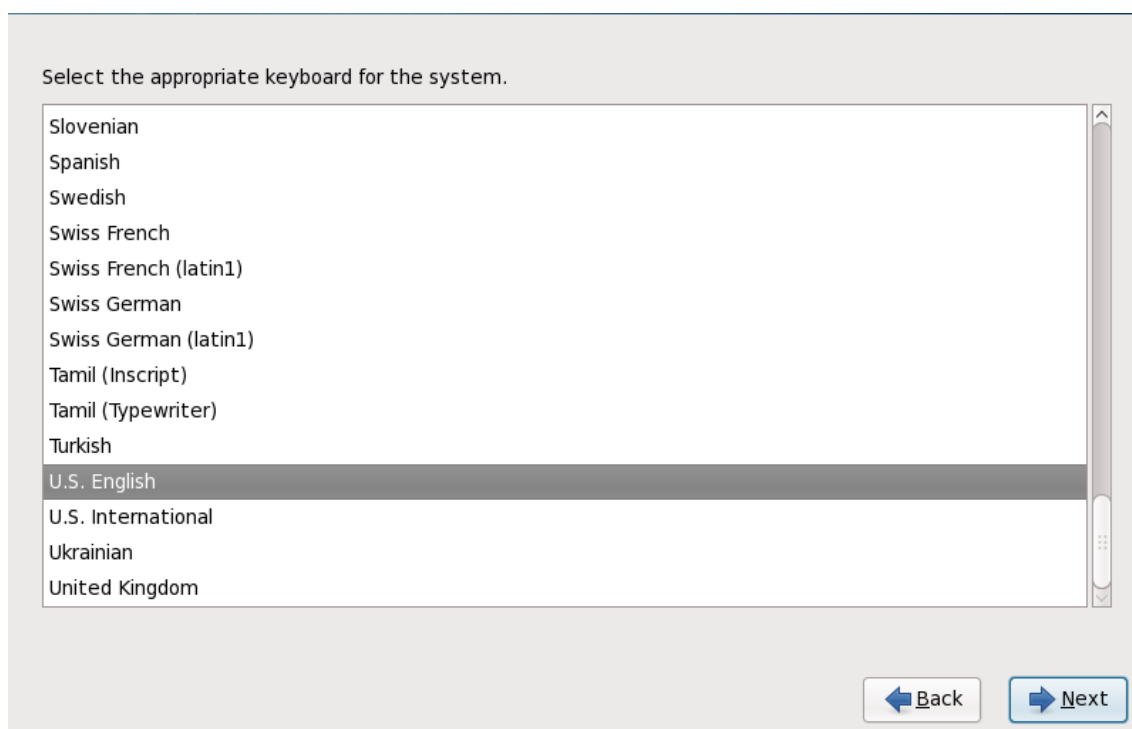 Select the appropriate keyboard for the system.
Slovenian
Spanish
Swedish
Swiss French
Swiss French (latin1)
Swiss German
Swiss German (latin1)
Tamil (Inscript)
Tamil (Typewriter)
Turkish
U.S. English
U.S. International
Ukrainian
United Kingdom
Back Next